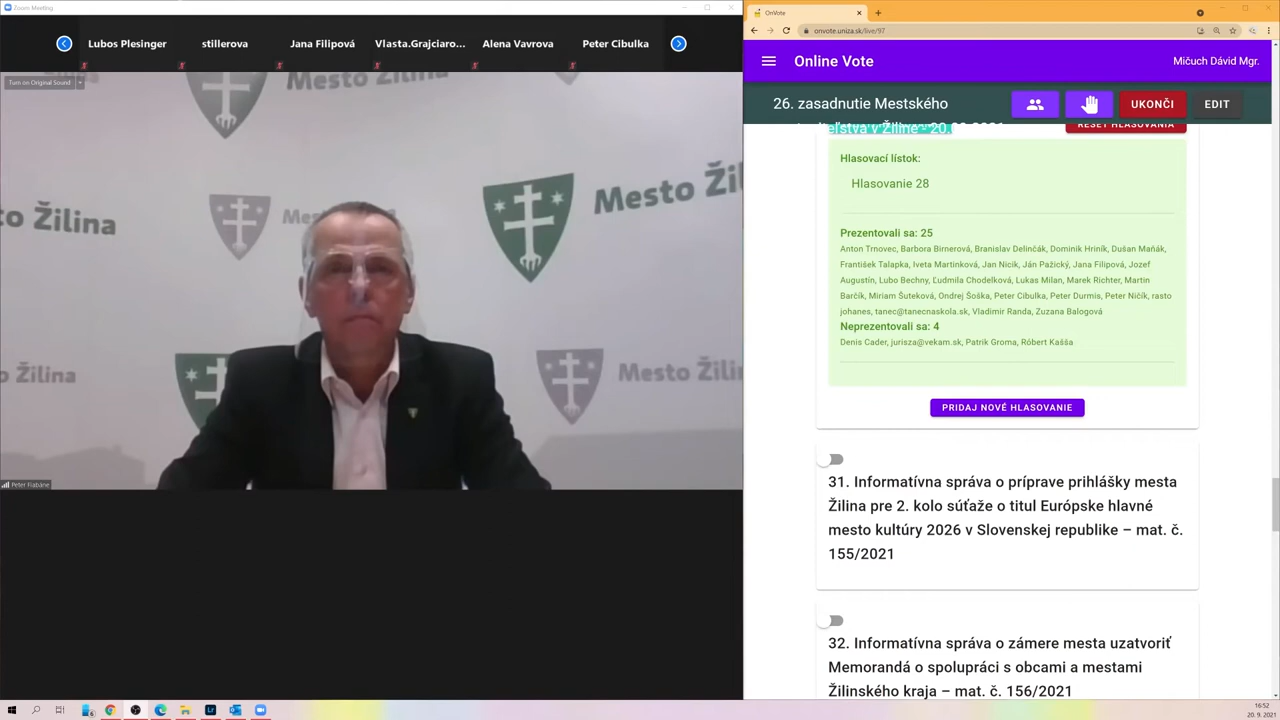 Zoom Meeting
Lubos Plesinger
stillerova
Jana Filipová
Vlasta.Grajciaro...
Alena Vavrova
Peter Cibulka
Turn on Original Sound
Mesto Žilina
Mesto Žil
to Žilina
Mesto
Mesto Žilina
o Žilina
Peter Fiabáne
OnVote
onvote.uniza.sk/live/97
Online Vote
Mičuch Dávid Mgr.
26. zasadnutie Mestského
UKONČI
EDIT
RESET HLASOVANIA
Hlasovací lístok:
Hlasovanie 28
Prezentovali sa: 25
Anton Trnovec, Barbora Birnerová, Branislav Delinčák, Dominik Hriník, Dušan Maňák,
František Talapka, Iveta Martinková, Jan Nicik, Ján Pažický, Jana Filipová, Jozef
Augustín, Lubo Bechny, Ľudmila Chodelková, Lukas Milan, Marek Richter, Martin
Barčík, Miriam Šuteková, Ondrej Šoška, Peter Cibulka, Peter Durmis, Peter Ničík, rasto
johanes, tanec@tanecnaskola.sk, Vladimir Randa, Zuzana Balogová
Neprezentovali sa: 4
Denis Cader, jurisza@vekam.sk, Patrik Groma, Róbert Kašša
PRIDAJ NOVÉ HLASOVANIE
31. Informatívna správa o príprave prihlášky mesta
Žilina pre 2. kolo súťaže o titul Európske hlavné
mesto kultúry 2026 v Slovenskej republike – mat. č.
155/2021
32. Informatívna správa o zámere mesta uzatvoriť
Memorandá o spolupráci s obcami a mestami
Žilinského kraja – mat. č. 156/2021
16:52
20. 9. 2021